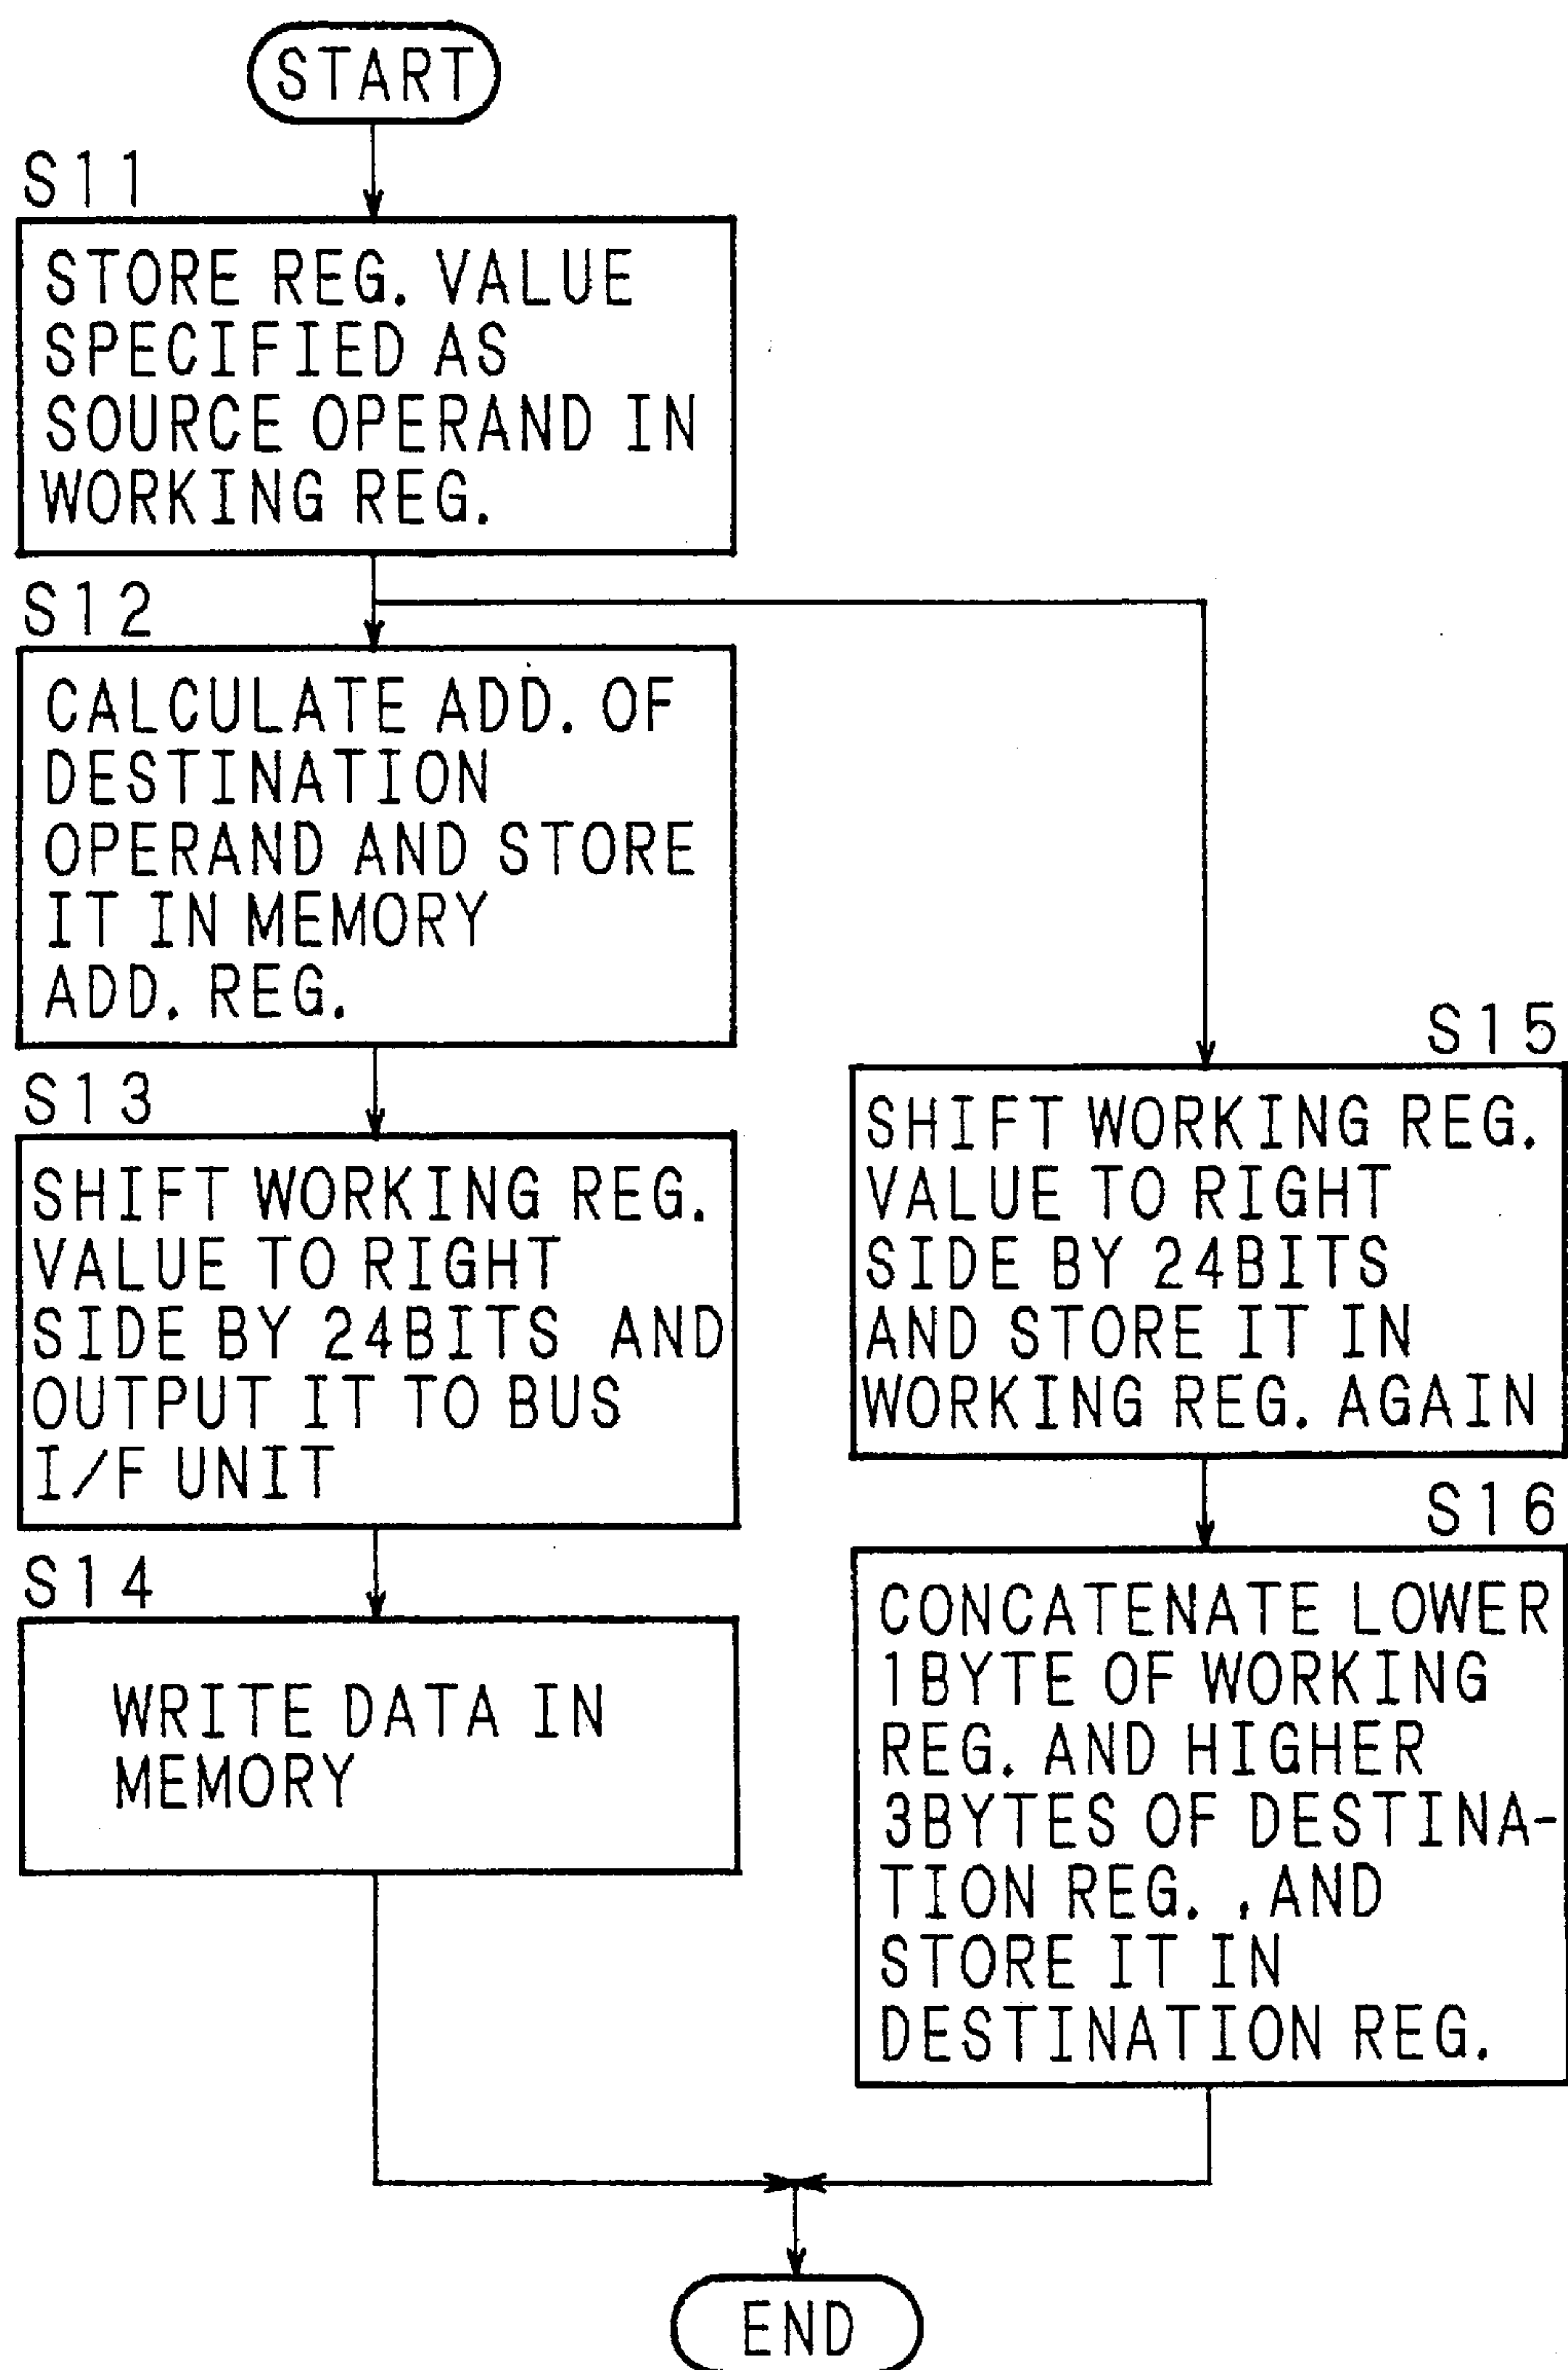 START
S11
STORE REG. VALUE
SPECIFIED AS
SOURCE OPERAND IN
WORKING REG.
S12
CALCULATE ADD. OF
DESTINATION
OPERAND AND STORE
IT IN MEMORY
ADD. REG.
S13
SHIFT WORKING REG.
VALUE TO RIGHT
SIDE BY 24BITS AND
OUTPUT IT TO BUS
I/F UNIT
S14
WRITE DATA IN
MEMORY
S15
SHIFT WORKING REG.
VALUE TO RIGHT
SIDE BY 24BITS
AND STORE IT IN
WORKING REG. AGAIN
S16
CONCATENATE LOWER
1BYTE OF WORKING
REG. AND HIGHER
3BYTES OF DESTINA-
TION REG. , AND
STORE IT IN
DESTINATION REG.
END